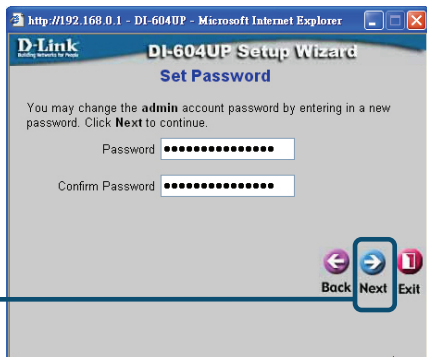 http://192.168.0.1 - DI-604UP - Microsoft Internet Explorer
D-Link
Building Networks for People
DI-604UP Setup Wizard
Set Password
You may change the admin account password by entering in a new
password. Click Next to continue.
Password ●●●●●●●●●●●●●●●
Confirm Password ●●●●●●●●●●●●●●●
Back Next Exit